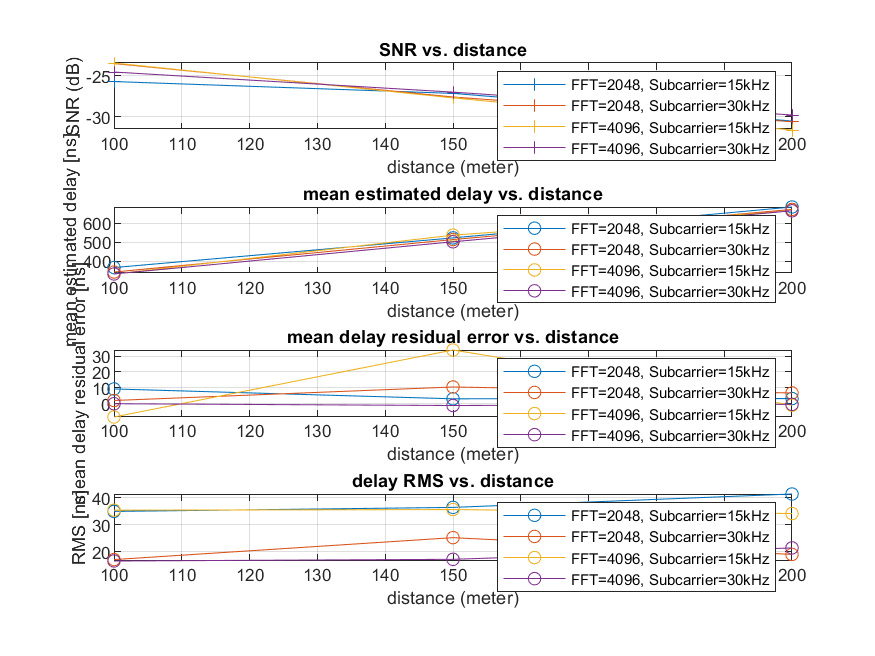 SNR vs. distance
SNR (dB)
-25
-30
FFT=2048, Subcarrier=15kHz
FFT=2048, Subcarrier=30kHz
FFT=4096, Subcarrier=15kHz
FFT=4096, Subcarrier=30kHz
100 110 120 130 140 150 200
distance (meter)
mean estimated delay vs. distance
mean estimated delay [ns]
600
500
400
FFT=2048, Subcarrier=15kHz
FFT=2048, Subcarrier=30kHz
FFT=4096, Subcarrier=15kHz
FFT=4096, Subcarrier=30kHz
100 110 120 130 140 150 200
distance (meter)
mean delay residual error vs. distance
mean delay residual error [ns]
30
20
10
0
FFT=2048, Subcarrier=15kHz
FFT=2048, Subcarrier=30kHz
FFT=4096, Subcarrier=15kHz
FFT=4096, Subcarrier=30kHz
100 110 120 130 140 150 200
distance (meter)
delay RMS vs. distance
RMS [ns]
40
30
20
FFT=2048, Subcarrier=15kHz
FFT=2048, Subcarrier=30kHz
FFT=4096, Subcarrier=15kHz
FFT=4096, Subcarrier=30kHz
100 110 120 130 140 150 200
distance (meter)